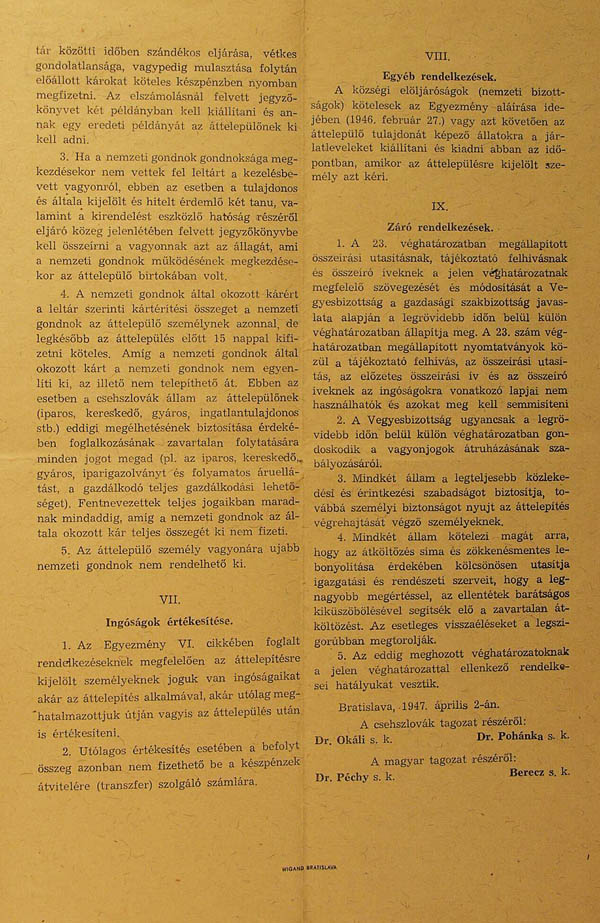 tár közötti időben szándékos eljárása, vétkes
gondolatlansága, vagypedig mulasztása folytán
előállott károkat köteles készpénzben nyomban
megfizetni. Az elszámolásnál felvett jegyző-
könyvet két példányban kell kiállítani és an-
nak egy eredeti példányát az áttelepülőnek ki
kell adni.
3. Ha a nemzeti gondnok gondnoksága meg-
kezdésekor nem vettek fel leltárt a kezelésbe-
vett vagyonról, ebben az esetben a tulajdonos
és általa kijelölt és hitelt érdemlő két tanu, va-
lamint a kirendelést eszközlő hatóság részéről
eljáró közeg jelenlétében felvett jegyzőkönyvbe
kell összeírni a vagyonnak azt az állagát, ami
a nemzeti gondnok működésének megkezdése-
kor az áttelepülő birtokában volt.
4. A nemzeti gondnok által okozott kárért
a leltár szerinti kártérítési összeget a nemzeti
gondnok az áttelepülő személynek azonnal, de
legkésőbb az áttelepülés előtt 15 nappal kifi-
zetni köteles. Amíg a nemzeti gondnok által
okozott kárt a nemzeti gondnok nem egyen-
líti ki, az illető nem telepíthető át. Ebben az
esetben a csehszlovák állam az áttelepülőnek
(iparos, kereskedő, gyáros, ingatlantulajdonos
stb.) eddigi megélhetésének biztosítása érdeké-
ben foglalkozásának zavartalan folytatására
minden jogot megad (pl. az iparos, kereskedő,
gyáros, iparigazolványt és folyamatos áruellá-
tást, a gazdálkodó teljes gazdálkodási lehető-
séget). Fentnevezettek teljes jogaikban marad-
nak mindaddig, amíg a nemzeti gondnok az ál-
tala okozott kár teljes összegét ki nem fizeti.
5. Az áttelepülő személy vagyonára ujabb
nemzeti gondnok nem rendelhető ki.
VII.
Ingóságok értékesítése.
1. Az Egyezmény VI. cikkében foglalt
rendelkezéseknek megfelelően az áttelepítésre
kijelölt személyeknek joguk van ingóságaikat
akár az áttelepítés alkalmával, akár utólag meg-
hatalmazottjuk útján vagyis az áttelepülés után
is értékesíteni.
2. Utólagos értékesítés esetében a befolyt
összeg azonban nem fizethető be a készpénzek
átvitelére (transzfer) szolgáló számlára.
VIII.
Egyéb rendelkezések.
A községi elöljáróságok (nemzeti bizott-
ságok) kötelesek az Egyezmény aláírása ide-
jében (1946. február 27.) vagy azt követően az
áttelepülő tulajdonát képező állatokra a jár-
latleveleket kiállítani és kiadni abban az idő-
pontban, amikor az áttelepülésre kijelölt sze-
mély azt kéri.
IX.
Záró rendelkezések.
1. A 23. véghatározatban megállapított
összeírási utasításnak, tájékoztató felhívásnak
és összeíró íveknek a jelen véghatározatnak
megfelelő szövegezését és módosítását a Ve-
gyesbizottság a gazdasági szakbizottság javas-
lata alapján a legrövidebb időn belül külön
véghatározatban állapítja meg. A 23. szám vég-
határozatban megállapított nyomtatványok kö-
zül a tájékoztató felhívás, az összeírási utasí-
tás, az előzetes összeírási ív és az összeíró
íveknek az ingóságokra vonatkozó lapjai nem
használhatók és azokat meg kell semmisíteni
2. A Vegyesbizottság ugyancsak a legrö-
videbb időn belül külön véghatározatban gon-
doskodik a vagyonjogok átruházásának sza-
bályozásáról.
3. Mindkét állam a legteljesebb közleke-
dési és érintkezési szabadságot biztosítja, to-
vábbá személyi biztonságot nyujt az áttelepítés
végrehajtását végző személyeknek.
4. Mindkét állam kötelezi magát arra,
hogy az átköltözés síma és zökkenésmentes le-
bonyolítása érdekében kölcsönösen utasítja
igazgatási és rendészeti szerveit, hogy a leg-
nagyobb megértéssel, az ellentétek barátságos
kiküszöbölésével segítsék elő a zavartalan át-
költözést. Az esetleges visszaéléseket a legszi-
gorúbban megtorolják.
5. Az eddig meghozott véghatározatoknak
a jelen véghatározattal ellenkező rendelke-
sei hatályukat vesztik.
Bratislava, 1947. április 2-án.
A csehszlovák tagozat részéről:
Dr. Okáli s. k. Dr. Pohánka s. k.
A magyar tagozat részéről:
Dr. Péchy s. k. Berecz s. k.
WIGAND BRATISLAVA